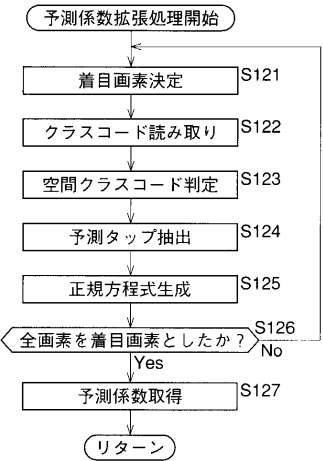 予測係数拡張処理開始
着目画素決定
S121
クラスコード読み取り
S122
空間クラスコード判定
S123
予測タップ抽出
S124
正規方程式生成
S125
全画素を着目画素としたか？
S126
No
Yes
予測係数取得
S127
リターン